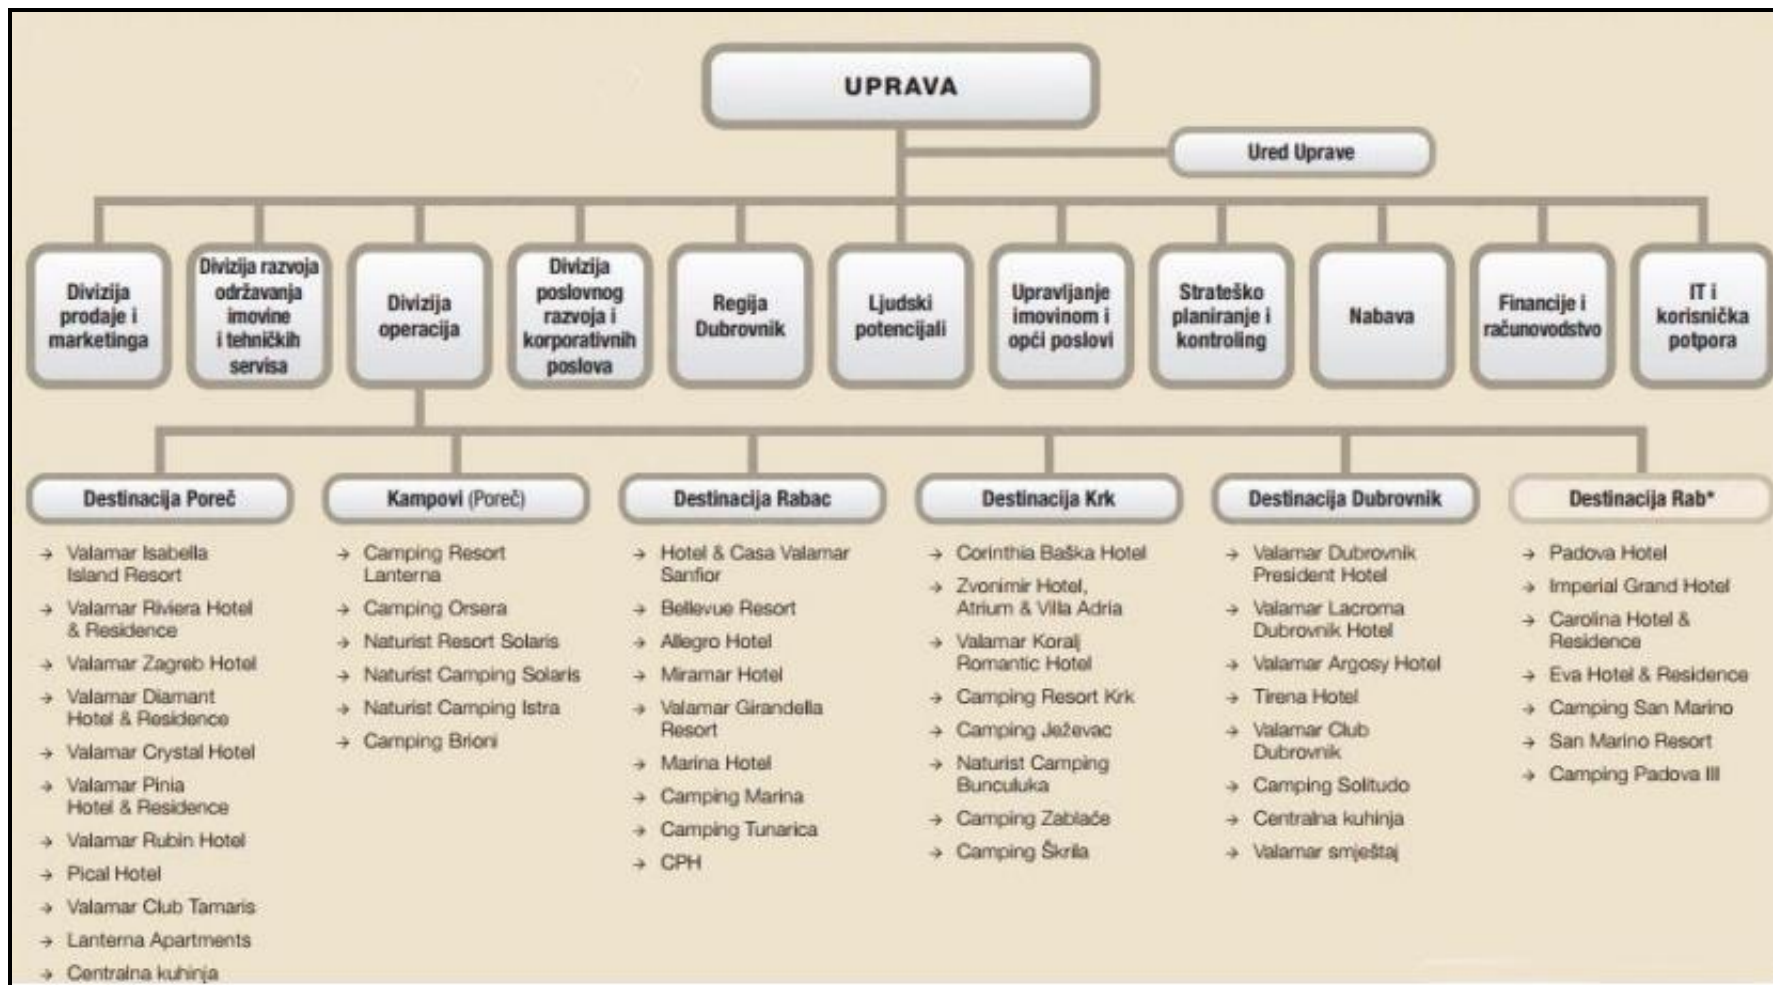 UPRAVA
Ured Uprave
Divizija
prodaje i
marketinga
Divizija razvoja
održavanja
imovine
i tehničkih
servisa
Divizija
operacija
Divizija
poslovnog
razvoja i
korporativnih
poslova
Regija
Dubrovnik
Ljudski
potencijali
Upravljanje
imovinom i
opći poslovi
Strateško
planiranje i
kontroling
Nabava
Financije i
računovodstvo
IT i
korisnička
potpora
Destinacija Poreč
→ Valamar Isabella
Island Resort
→ Valamar Riviera Hotel
& Residence
→ Valamar Zagreb Hotel
→ Valamar Diamant
Hotel & Residence
→ Valamar Crystal Hotel
→ Valamar Pinia
Hotel & Residence
→ Valamar Rubin Hotel
→ Pical Hotel
→ Valamar Club Tamaris
→ Lanterna Apartments
→ Centralna kuhinja
Kampovi (Poreč)
→ Camping Resort
Lanterna
→ Camping Orsera
→ Naturist Resort Solaris
→ Naturist Camping Solaris
→ Naturist Camping Istra
→ Camping Brioni
Destinacija Rabac
→ Hotel & Casa Valamar
Sanfior
→ Bellevue Resort
→ Allegro Hotel
→ Miramar Hotel
→ Valamar Girandella
Resort
→ Marina Hotel
→ Camping Marina
→ Camping Tunarica
→ CPH
Destinacija Krk
→ Corinthia Baška Hotel
→ Zvonimir Hotel,
Atrium & Villa Adria
→ Valamar Koralj
Romantic Hotel
→ Camping Resort Krk
→ Camping Ježevac
→ Naturist Camping
Bunculuka
→ Camping Zablaće
→ Camping Škrila
Destinacija Dubrovnik
→ Valamar Dubrovnik
President Hotel
→ Valamar Lacroma
Dubrovnik Hotel
→ Valamar Argosy Hotel
→ Tirena Hotel
→ Valamar Club
Dubrovnik
→ Camping Solitudo
→ Centralna kuhinja
→ Valamar smještaj
Destinacija Rab*
→ Padova Hotel
→ Imperial Grand Hotel
→ Carolina Hotel &
Residence
→ Eva Hotel & Residence
→ Camping San Marino
→ San Marino Resort
→ Camping Padova III